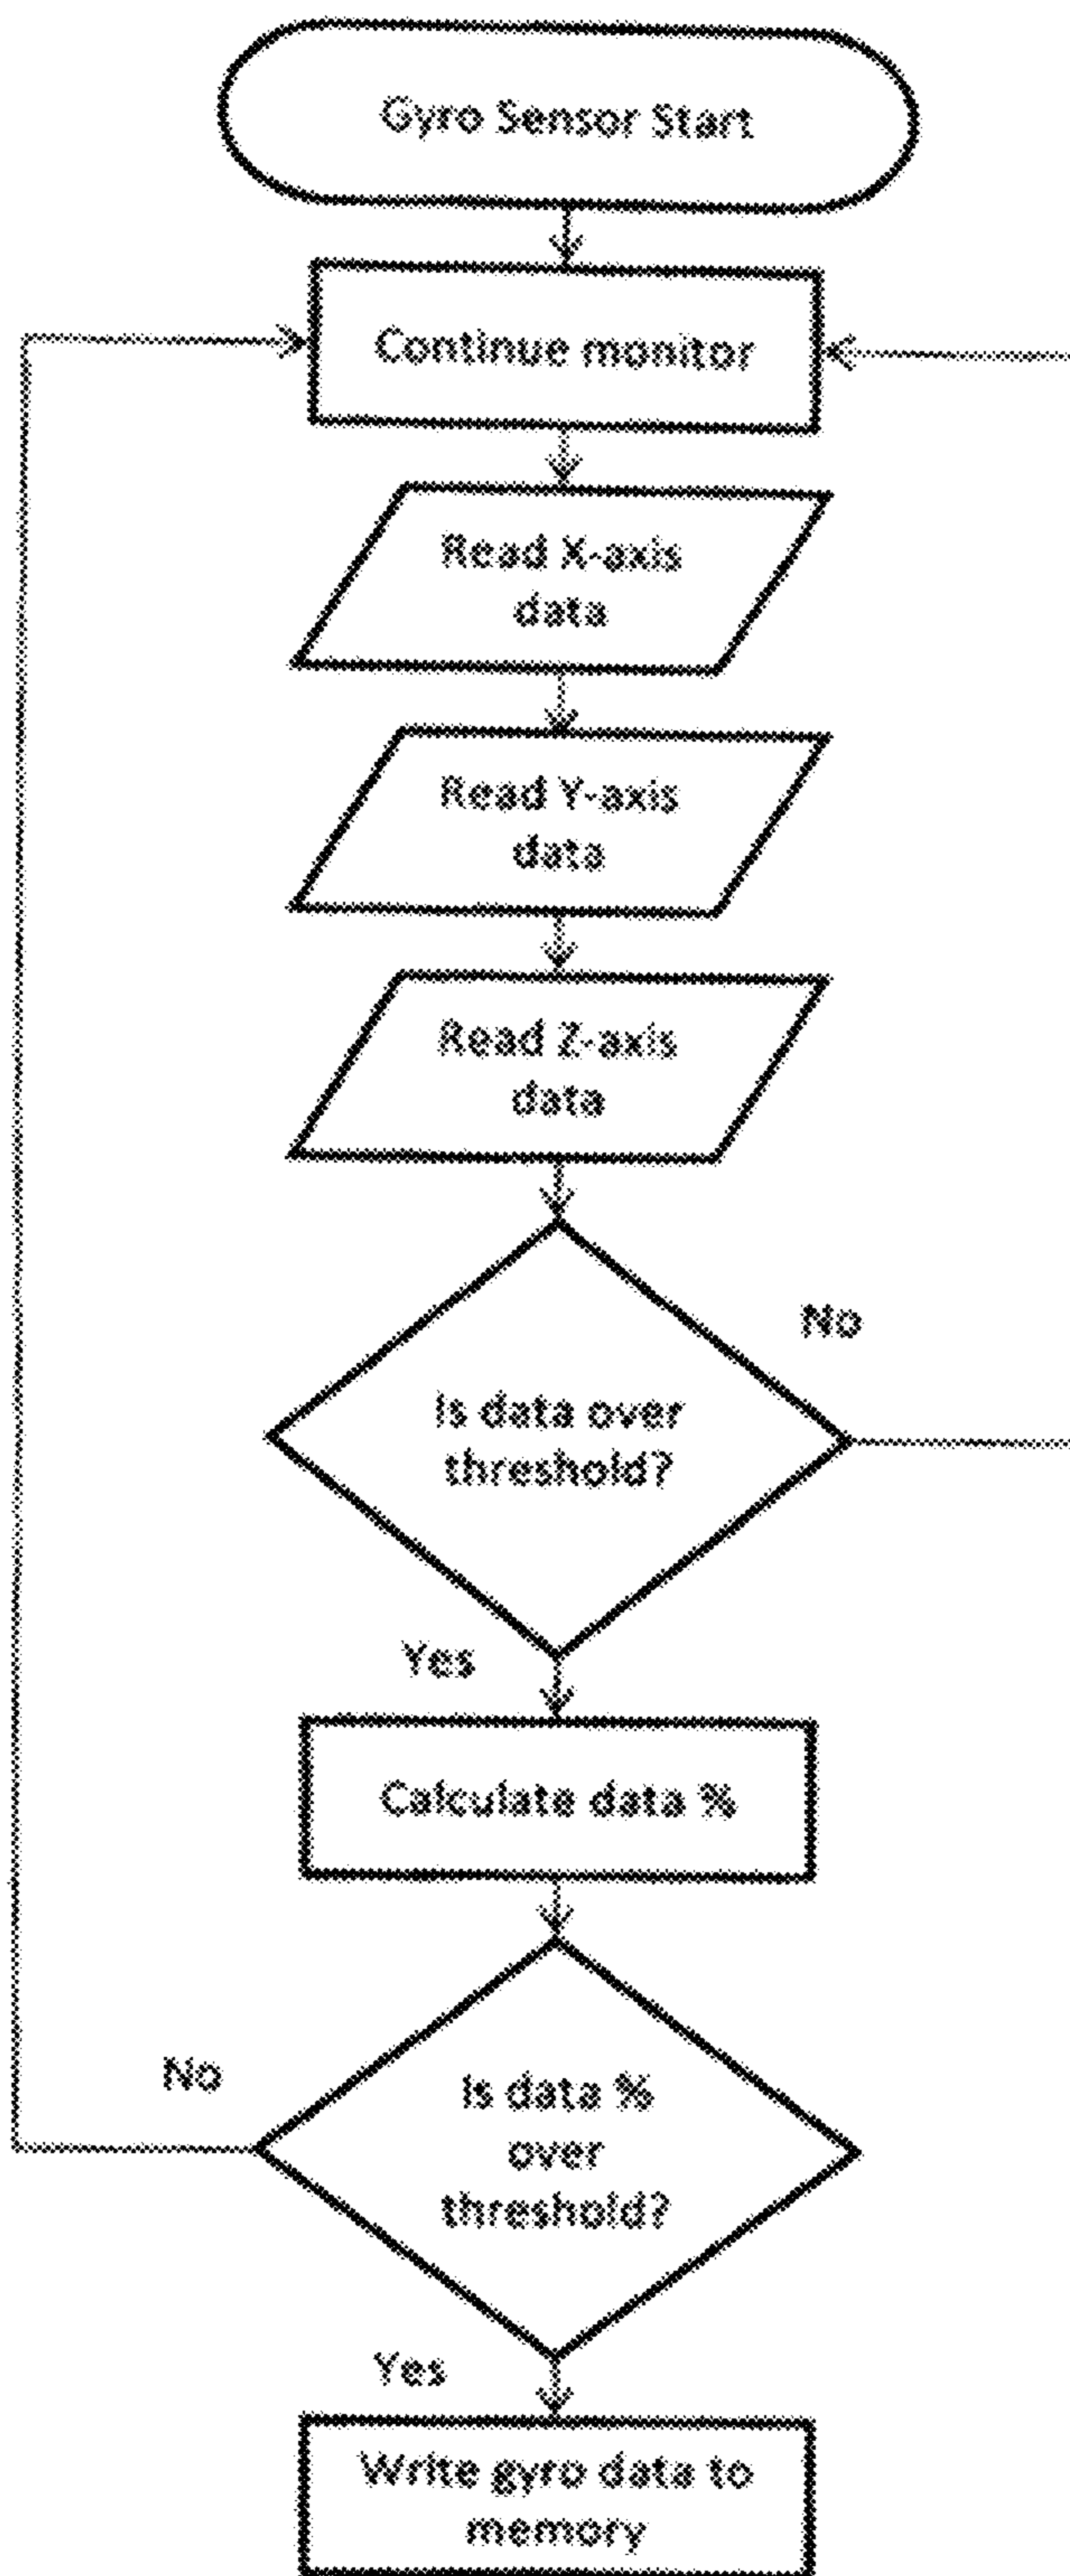 Gyro Sensor Start
Continue monitor
Read X-axis
data
Read Y-axis
data
Read Z-axis
data
No
Is data over
threshold?
Yes
Calculate data %
No
Is data %
over
threshold?
Yes
Write gyro data to
memory